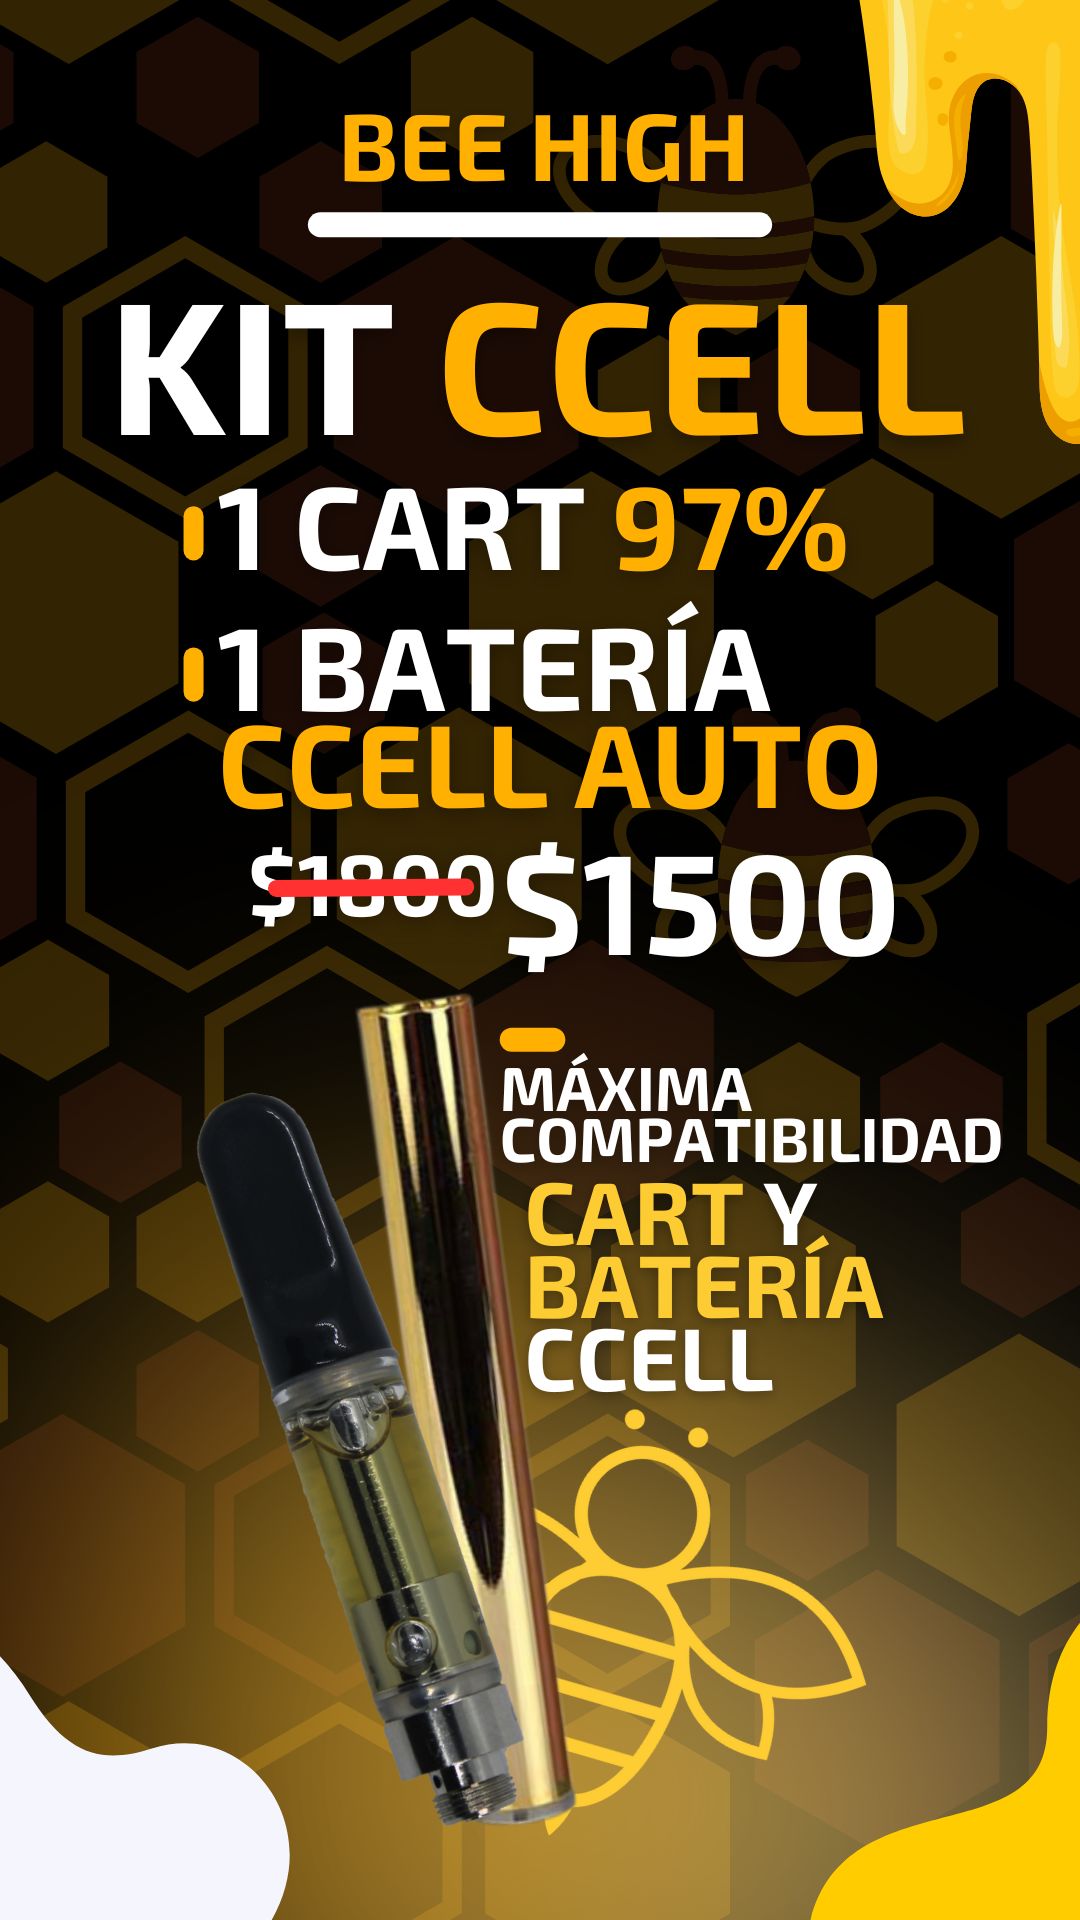 BEE HIGH
KIT CCELL
1 CART 97%
1 BATERÍA
CCELL AUTO
$1800 $1500
MÁXIMA
COMPATIBILIDAD
CART Y
BATERÍA
CCELL